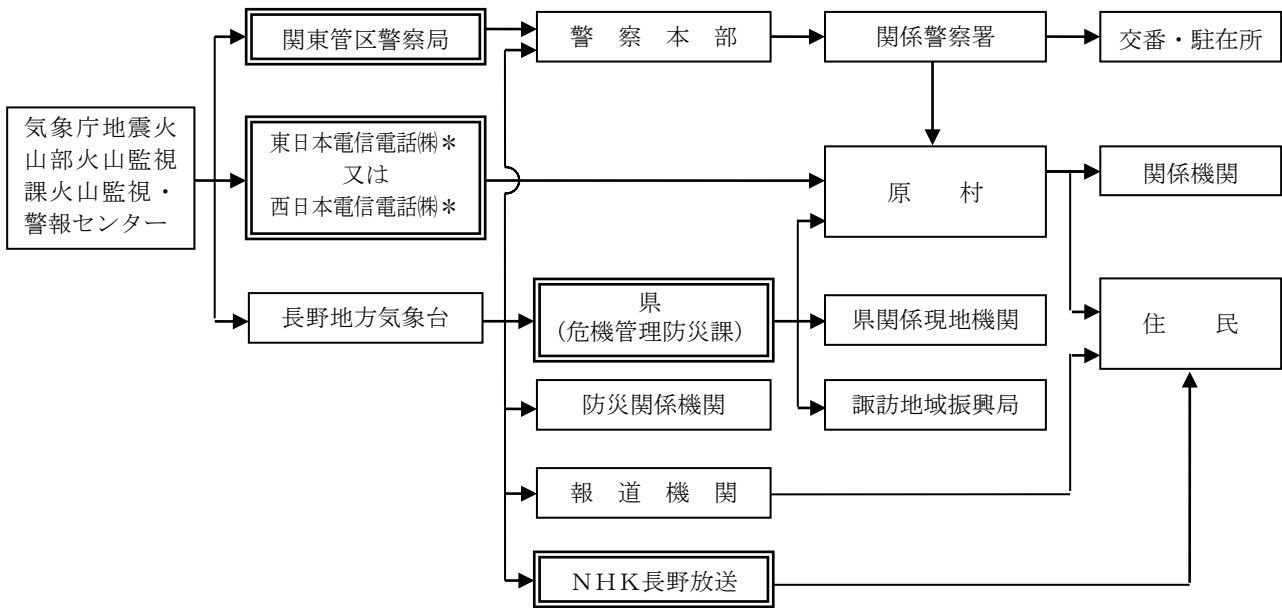 関東管区警察局
警察本部
関係警察署
交番・駐在所
気象庁地震火
山部火山監視
課火山監視・
警報センター
東日本電信電話㈱＊
又は
西日本電信電話㈱＊
原村
関係機関
長野地方気象台
県
（危機管理防災課）
県関係現地機関
住民
防災関係機関
諏訪地域振興局
報道機関
ＮＨＫ長野放送